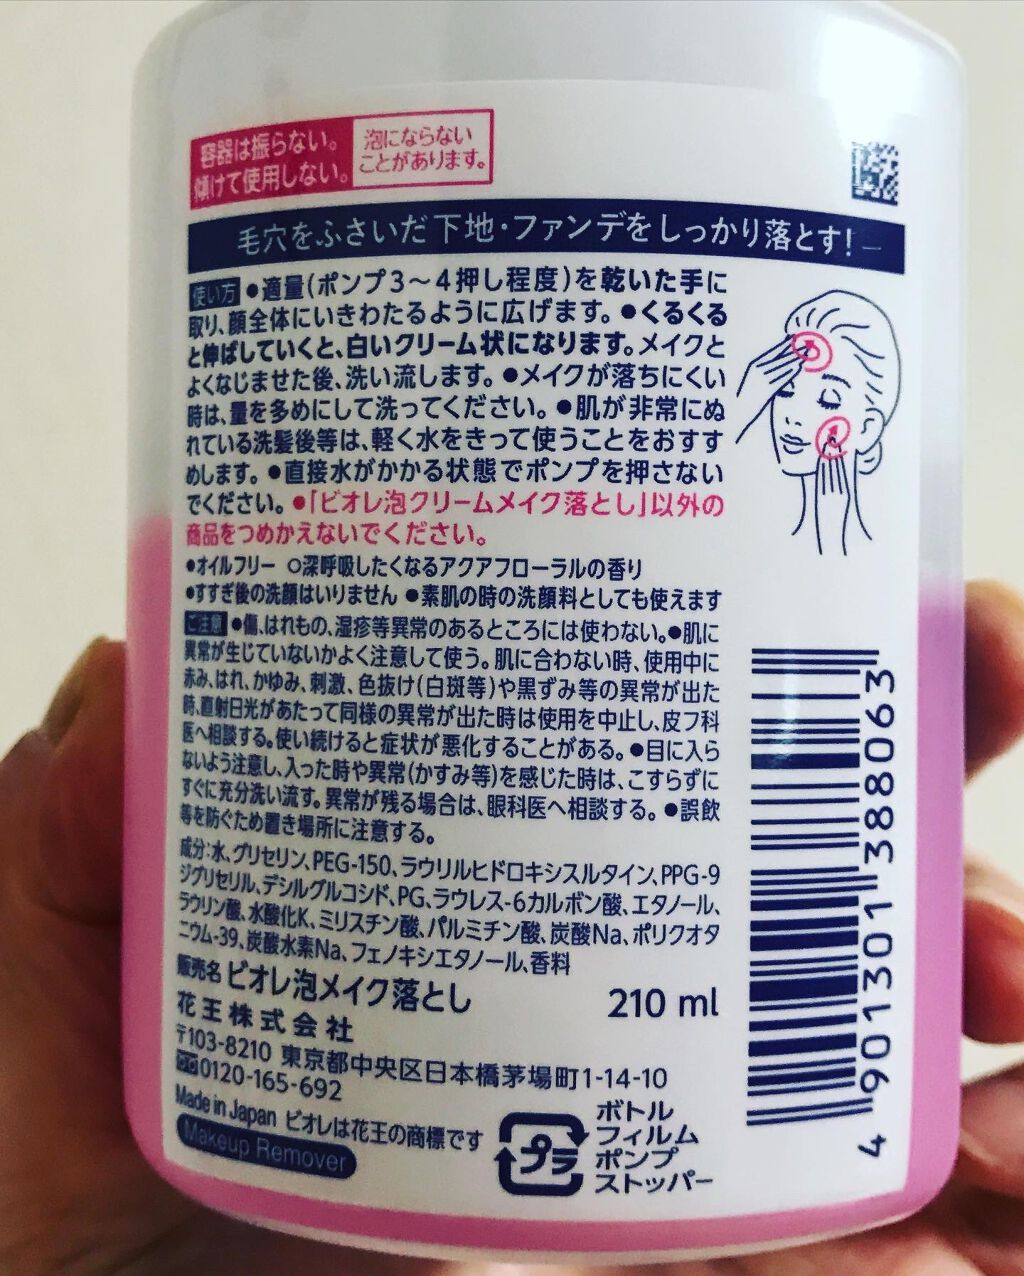 容器は振らない。
傾けて使用しない。
泡にならない
ことがあります。
毛穴をふさいだ下地・ファンデをしっかり落とす!
使い方 ●適量(ポンプ3〜4押し程度)を乾いた手に
取り、顔全体にいきわたるように広げます。●くるくる
と伸ばしていくと、白いクリーム状になります。メイクと
よくなじませた後、洗い流します。●メイクが落ちにくい
時は、量を多めにして洗ってください。●肌が非常にぬ
れている洗髪後等は、軽く水をきって使うことをおすす
めします。●直接水がかかる状態でポンプを押さない
でください。●「ビオレ泡クリームメイク落とし」以外の
商品をつめかえないでください。
●オイルフリー ○深呼吸したくなるアクアフローラルの香り
●すすぎ後の洗顔はいりません ●素肌の時の洗顔料としても使えます
ご注意 ●傷、はれもの、湿疹等異常のあるところには使わない。●肌に
異常が生じていないかよく注意して使う。肌に合わない時、使用中に
赤み、はれ、かゆみ、刺激、色抜け(白斑等)や黒ずみ等の異常が出た
時、直射日光があたって同様の異常が出た時は使用を中止し、皮フ科
医へ相談する。使い続けると症状が悪化することがある。●目に入ら
ないよう注意し、入った時や異常(かすみ等)を感じた時は、こすらずに
すぐに充分洗い流す。異常が残る場合は、眼科医へ相談する。●誤飲
等を防ぐため置き場所に注意する。
成分:水、グリセリン、PEG-150、ラウリルヒドロキシスルタイン、PPG-9
ジグリセリル、デシルグルコシド、PG、ラウレス-6カルボン酸、エタノール、
ラウリン酸、水酸化K、ミリスチン酸、パルミチン酸、炭酸Na、ポリクオタ
ニウム-39、炭酸水素Na、フェノキシエタノール、香料
販売名 ビオレ泡メイク落とし 210 ml
花王株式会社
〒103-8210 東京都中央区日本橋茅場町1-14-10
0120-165-692
Made in Japan ビオレは花王の商標です
Makeup Remover
プラ
ボトル
フィルム
ポンプ
ストッパー
4 901301 388063